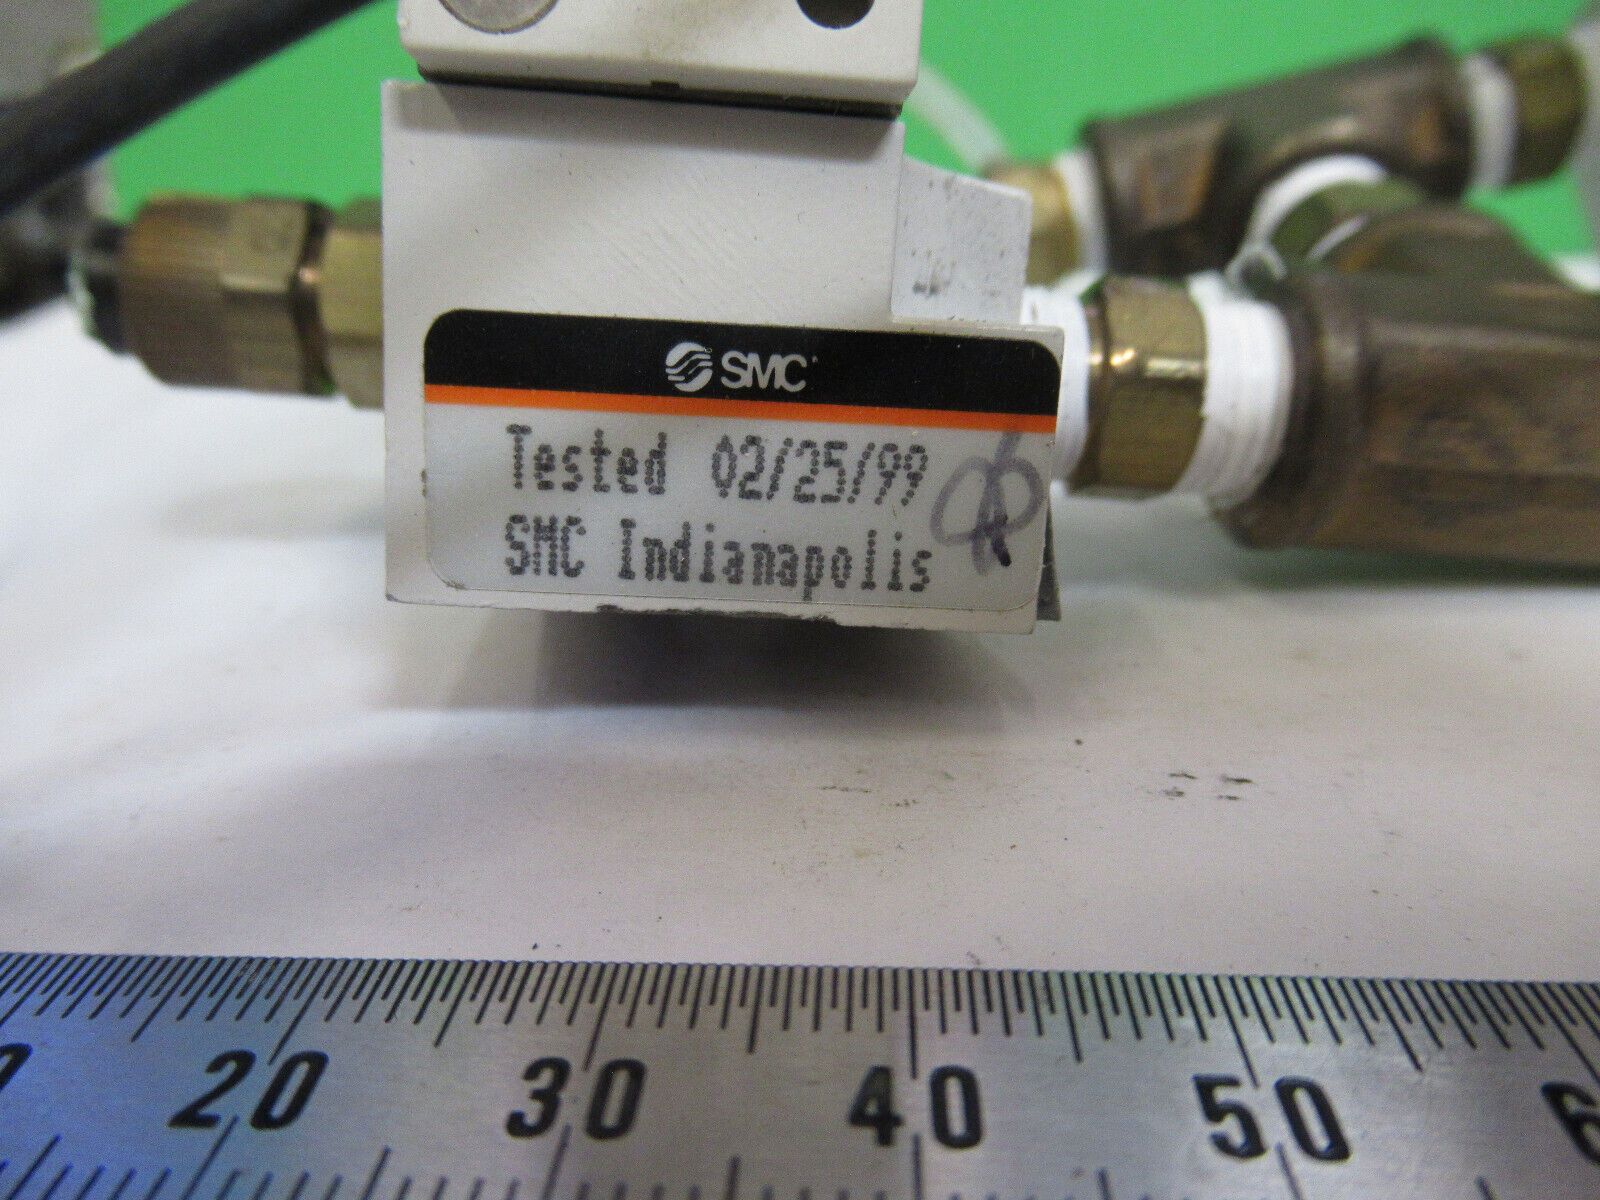 SMC
Tested 02/25/99
SMC Indianapolis
20 30 40 50